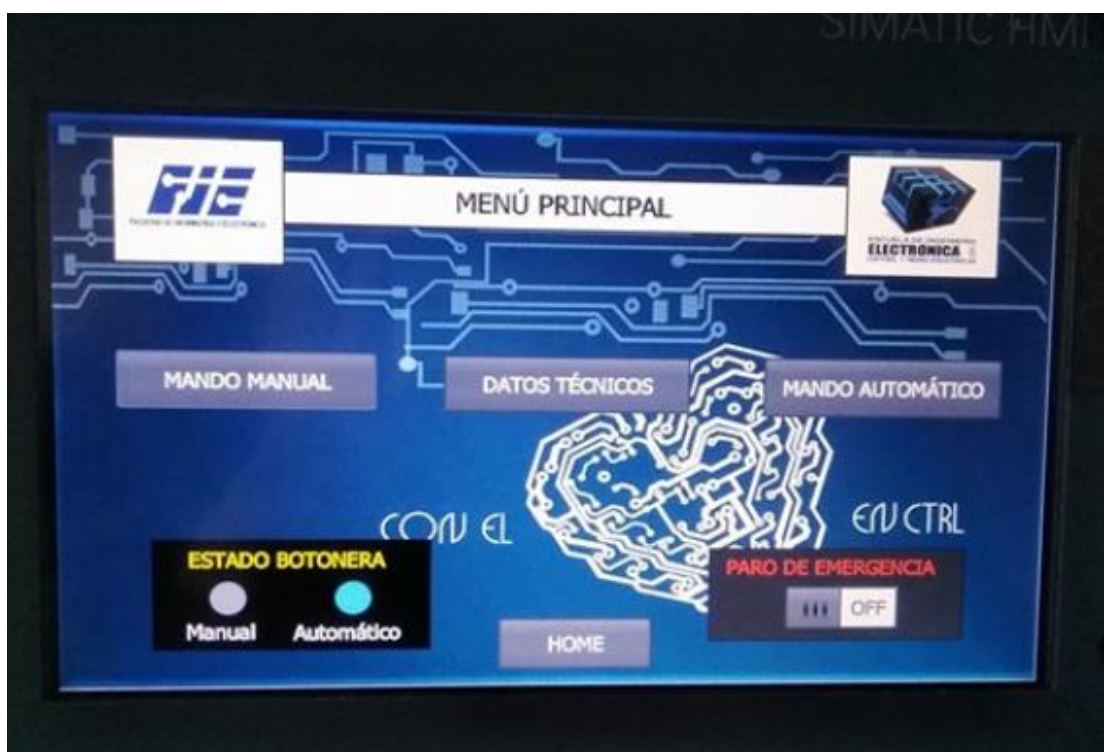 SIMATIC HMI
FIE
MENÚ PRINCIPAL
ELECTRÓNICA
MANDO MANUAL
DATOS TÉCNICOS
MANDO AUTOMÁTICO
CON EL
EN CTRL
ESTADO BOTONERA
Manual
Automático
HOME
PARO DE EMERGENCIA
OFF